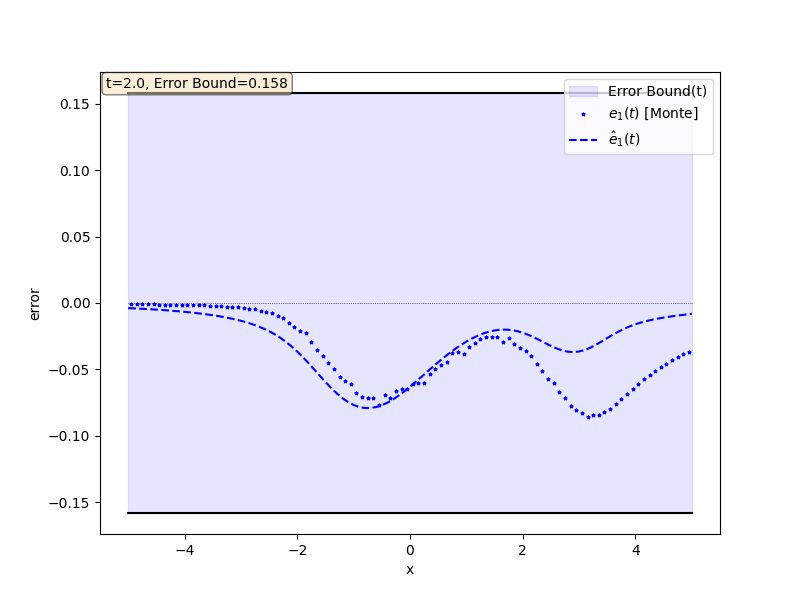 t=2.0, Error Bound=0.158
Error Bound(t)
e₁(t) [Monte]
ê₁(t)
0.15
0.10
0.05
0.00
−0.05
−0.10
−0.15
error
−4
−2
0
2
4
x